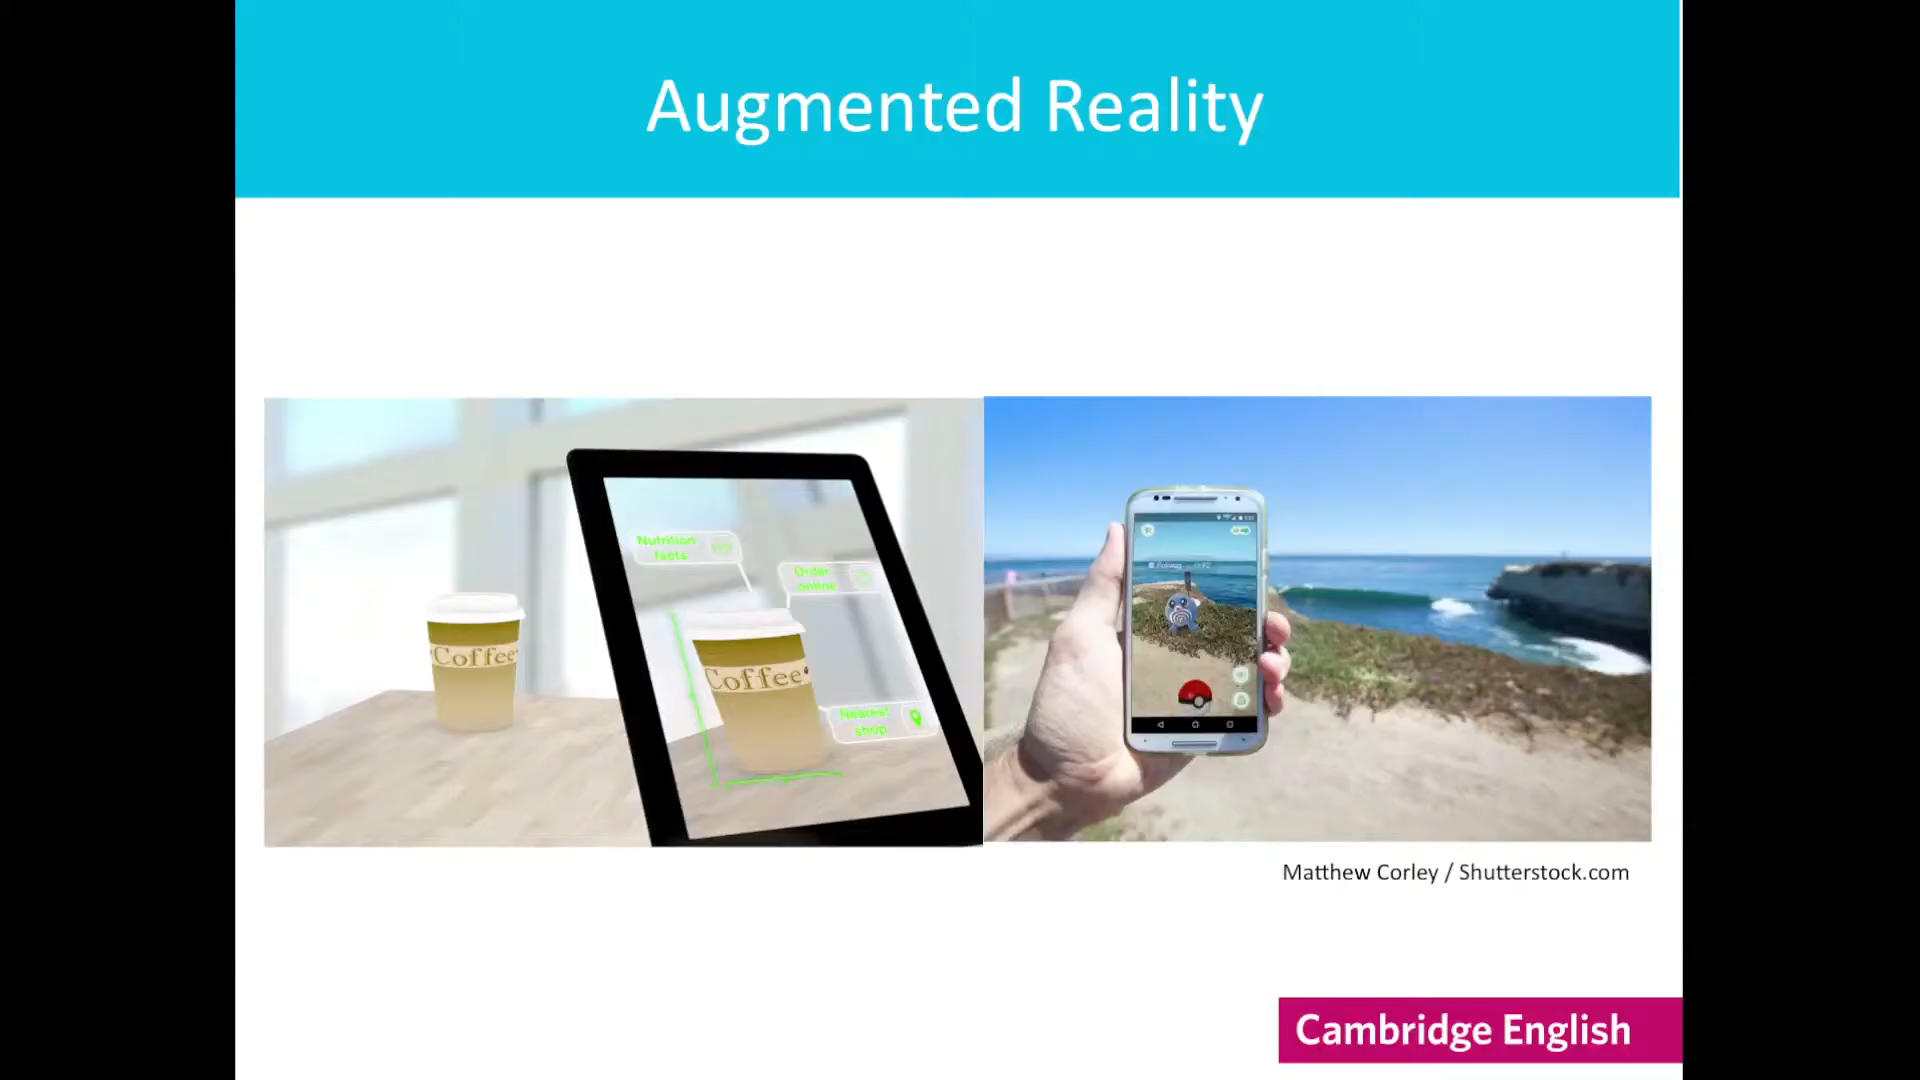 Augmented Reality
Nutrition
facts
Order
online
Coffee
Coffee
Nearest
shop
Matthew Corley / Shutterstock.com
Cambridge English